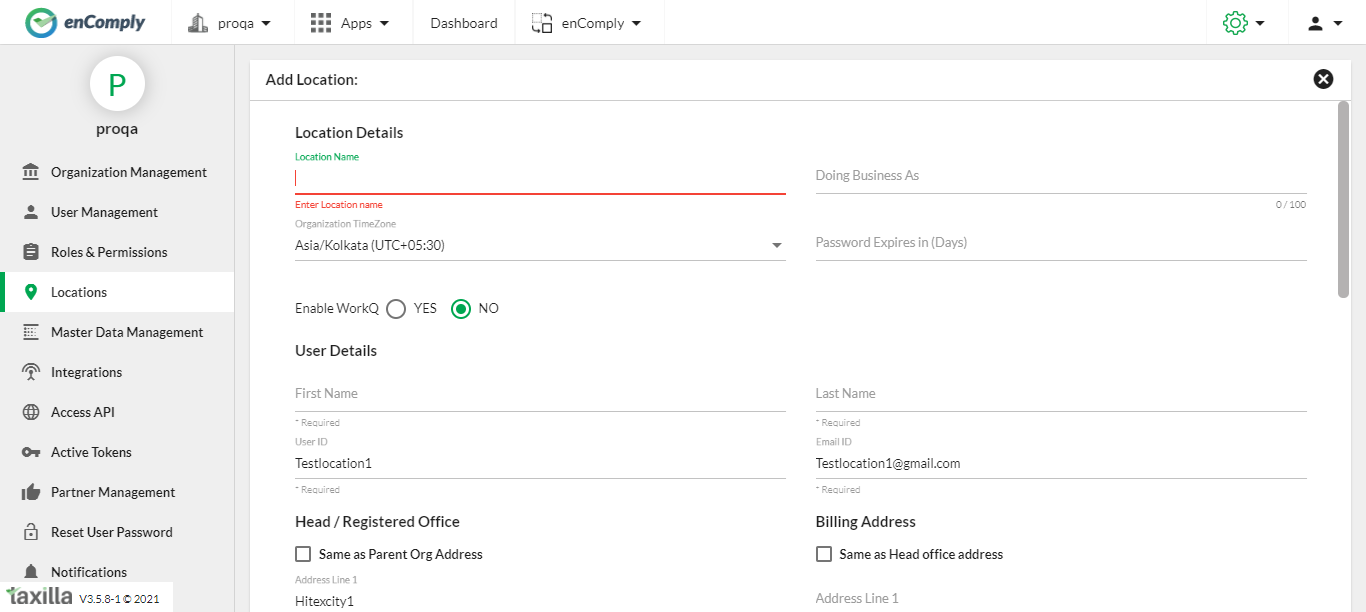 enComply proqa Apps Dashboard enComply
P
proqa
Organization Management
User Management
Roles & Permissions
Locations
Master Data Management
Integrations
Access API
Active Tokens
Partner Management
Reset User Password
Notifications
taxilla V3.5.8-1 © 2021
Add Location:
Location Details
Location Name
Doing Business As
Enter Location name 0 / 100
Organization TimeZone
Asia/Kolkata (UTC+05:30) Password Expires in (Days)
Enable WorkQ YES NO
User Details
First Name Last Name
* Required * Required
User ID Email ID
Testlocation1 Testlocation1@gmail.com
* Required * Required
Head / Registered Office Billing Address
Same as Parent Org Address Same as Head office address
Address Line 1
Hitexcity1 Address Line 1